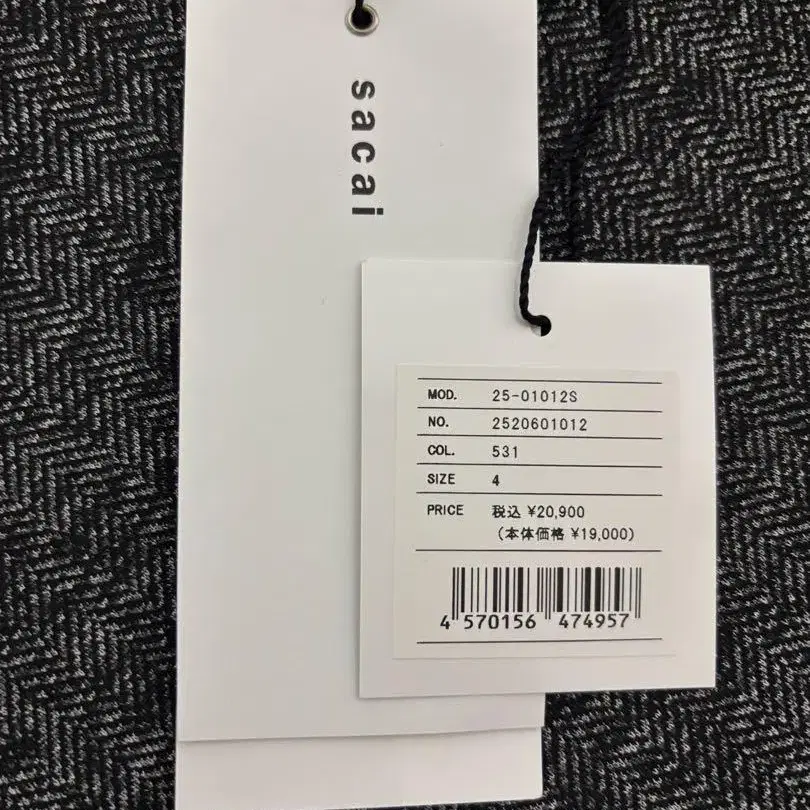 sacai
MOD. 25-01012S
NO. 2520601012
COL. 531
SIZE 4
PRICE 税込 ¥20,900
(本体価格 ¥19,000)
4 570156 474957